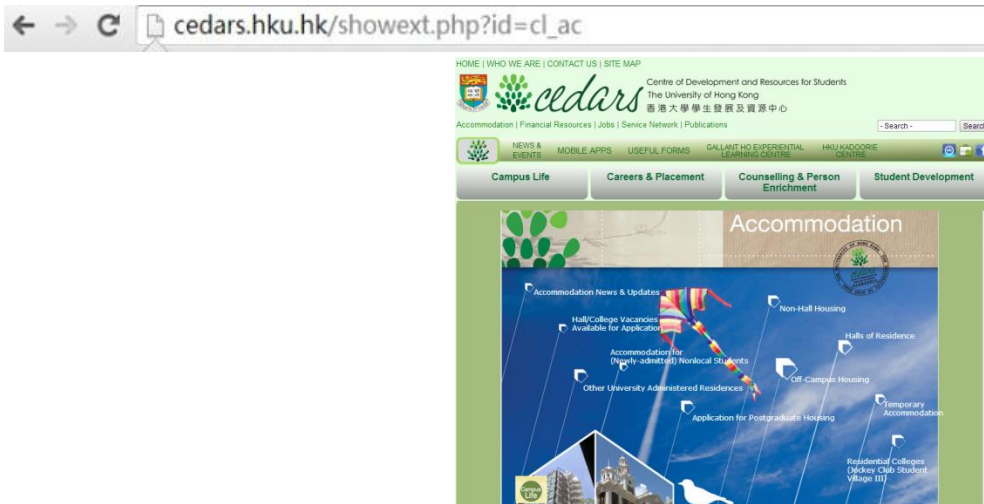 cedars.hku.hk/showext.php?id=cl_ac
HOME | WHO WE ARE | CONTACT US | SITE MAP
cedars
Centre of Development and Resources for Students
The University of Hong Kong
香港大學學生發展及資源中心
Accommodation | Financial Resources | Jobs | Service Network | Publications
- Search -
Search
NEWS & EVENTS
MOBILE APPS
USEFUL FORMS
GALLANT HO EXPERIENTIAL LEARNING CENTRE
HKU KADOORIE CENTRE
Campus Life
Careers & Placement
Counselling & Person Enrichment
Student Development
Accommodation
Accommodation News & Updates
Non-Hall Housing
Hall/College Vacancies
Available for Application
Halls of Residence
Accommodation for
(Newly-admitted) Nonlocal Students
Off-Campus Housing
Other University Administered Residences
Temporary
Accommodation
Application for Postgraduate Housing
Residential Colleges
(Jockey Club Student
Village III)
Campus
Life